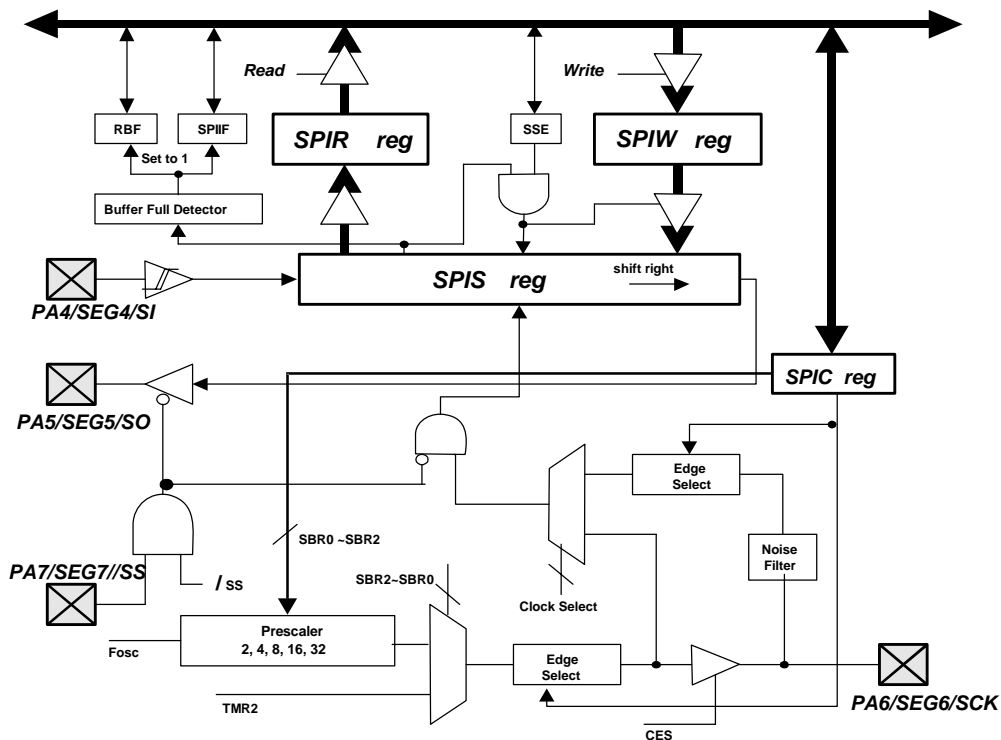 Read
Write
RBF
SPIIF
SPIR reg
SSE
SPIW reg
Set to 1
Buffer Full Detector
SPIS reg
shift right
PA4/SEG4/SI
SPIC reg
PA5/SEG5/SO
Edge
Select
SBR0 ~SBR2
Noise
Filter
PA7/SEG7//SS
/ SS
SBR2~SBR0
Clock Select
Prescaler
2, 4, 8, 16, 32
Fosc
Edge
Select
TMR2
PA6/SEG6/SCK
CES